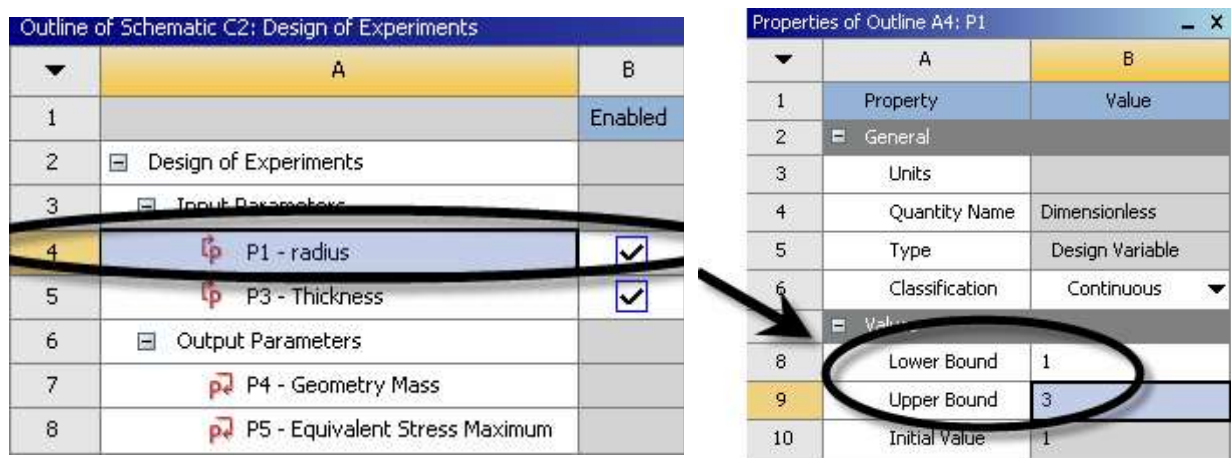 Outline of Schematic C2: Design of Experiments
A B
1 Enabled
2 Design of Experiments
3 Input Parameters
4 P1 - radius
5 P3 - Thickness
6 Output Parameters
7 P4 - Geometry Mass
8 P5 - Equivalent Stress Maximum
Properties of Outline A4: P1
A B
1 Property Value
2 General
3 Units
4 Quantity Name Dimensionless
5 Type Design Variable
6 Classification Continuous
8 Lower Bound 1
9 Upper Bound 3
10 Initial Value 1